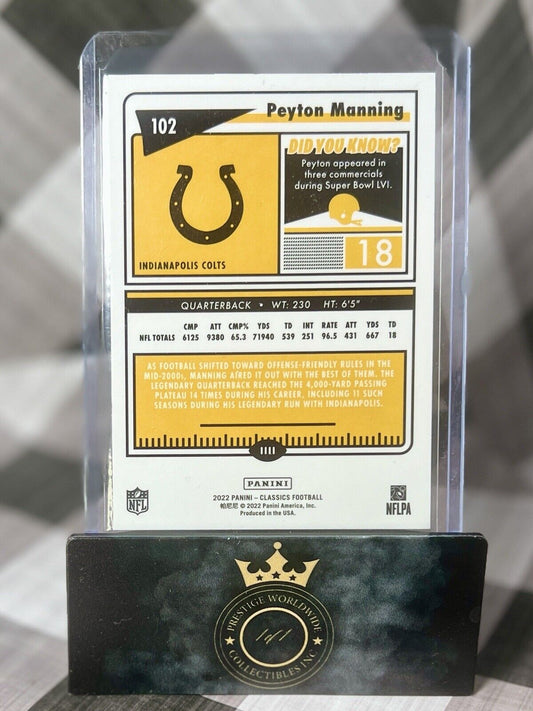 102
Peyton Manning
DID YOU KNOW?
Peyton appeared in
three commercials
during Super Bowl LVI.
18
INDIANAPOLIS COLTS
QUARTERBACK • WT: 230 HT: 6'5"
CMP ATT CMP% YDS TD INT RATE ATT YDS TD
NFL TOTALS 6125 9380 65.3 71940 539 251 96.5 431 667 18
AS FOOTBALL SHIFTED TOWARD OFFENSE-FRIENDLY RULES IN THE
MID-2000s, MANNING AIRED IT OUT WITH THE BEST OF THEM. THE
LEGENDARY QUARTERBACK REACHED THE 4,000-YARD PASSING
PLATEAU 14 TIMES DURING HIS CAREER, INCLUDING 11 SUCH
SEASONS DURING HIS LEGENDARY RUN WITH INDIANAPOLIS.
PANINI
2022 PANINI – CLASSICS FOOTBALL
帕尼尼 © 2022 Panini America, Inc.
Produced in the USA.
NFL
NFLPA
PRESTIGE WORLDWIDE
1of1
COLLECTIBLES INC